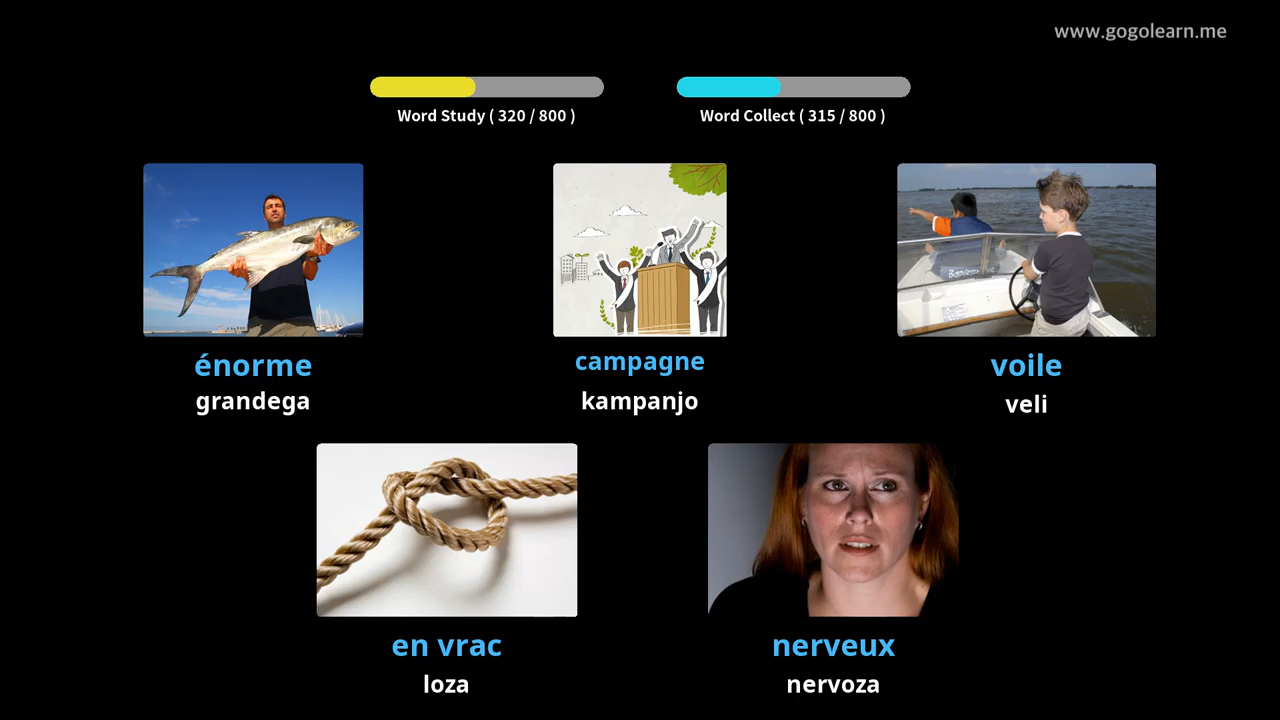 www.gogolearn.me
Word Study ( 320 / 800 )
Word Collect ( 315 / 800 )
énorme
grandega
campagne
kampanjo
voile
veli
en vrac
loza
nerveux
nervoza